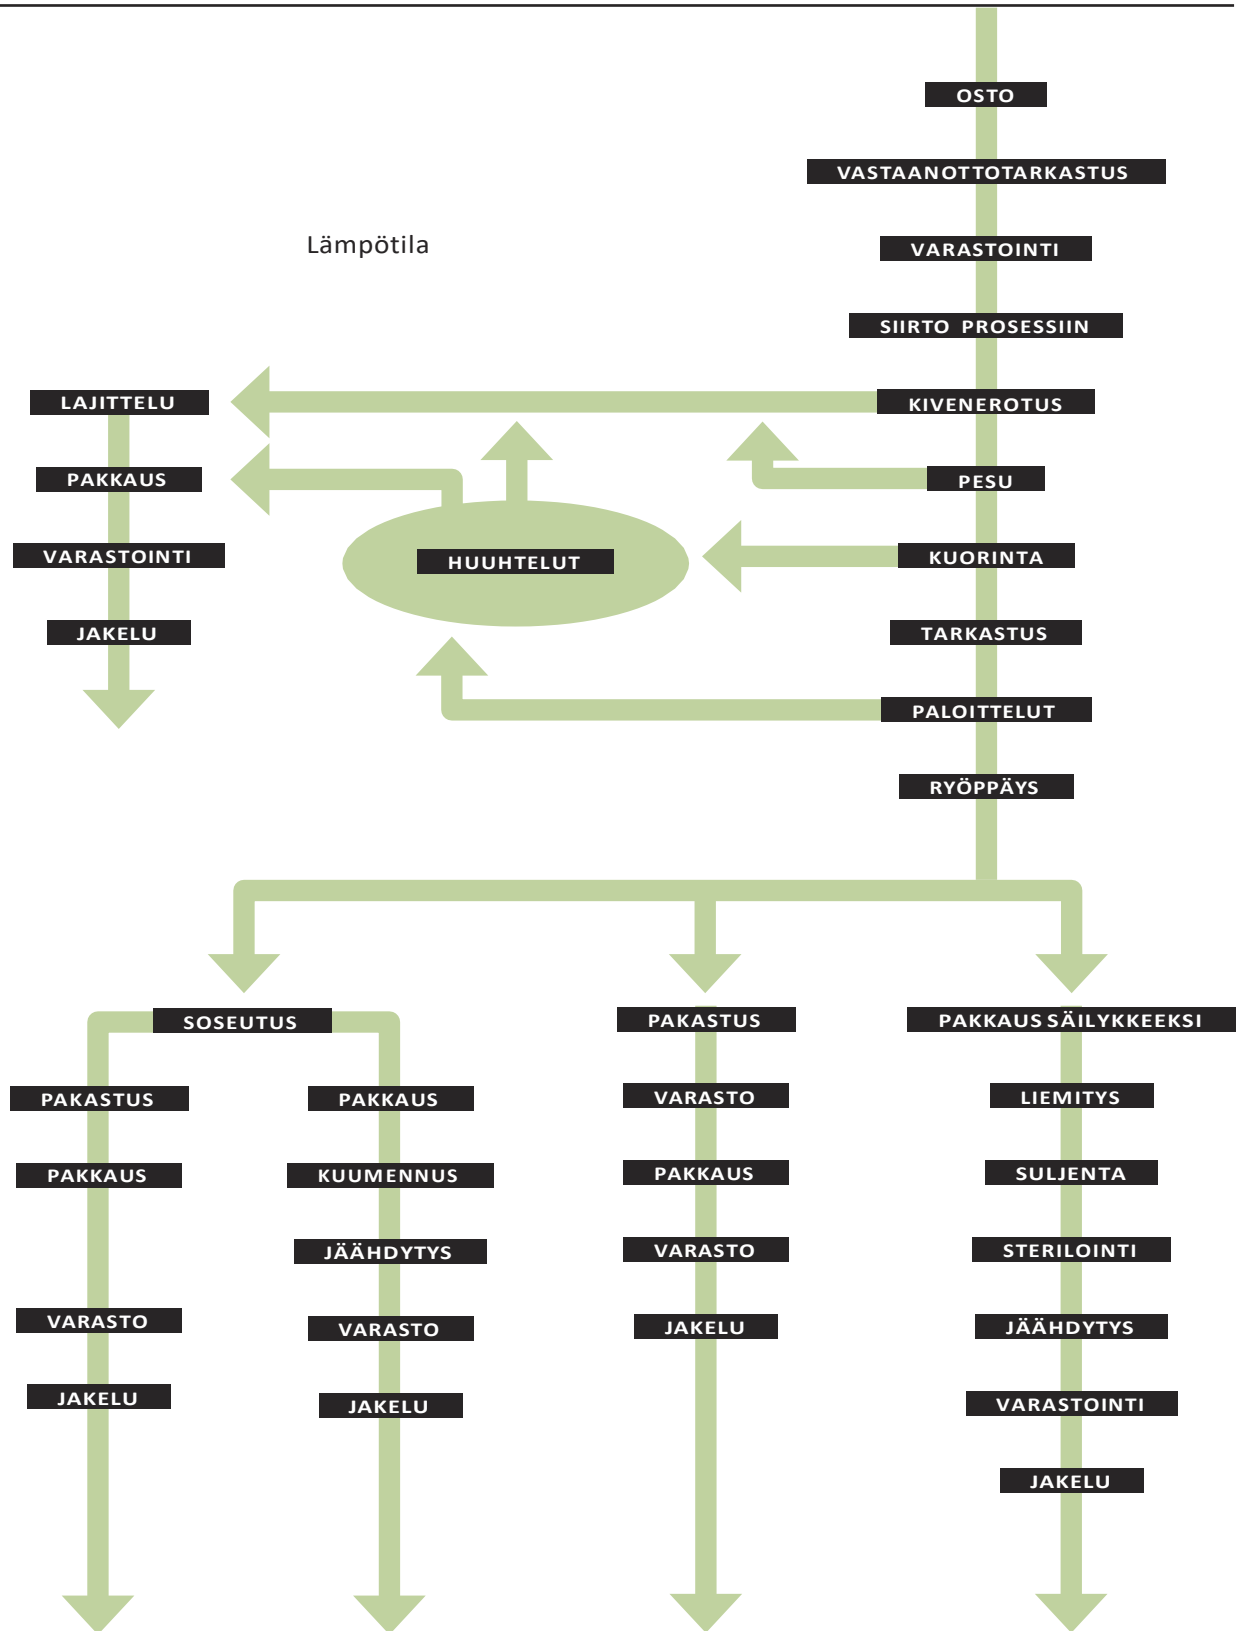 OSTO
VASTAANOTTOTARKASTUS
Lämpötila
VARASTOINTI
SIIRTO PROSESSIIN
KIVENEROTUS
PESU
KUORINTA
TARKASTUS
PALOITTELUT
RYÖPPÄYS
LAJITTELU
PAKKAUS
VARASTOINTI
JAKELU
HUUHTELUT
SOSEUTUS
PAKASTUS
PAKKAUS
VARASTO
JAKELU
PAKKAUS
KUUMENNUS
JÄÄHDYTYS
VARASTO
JAKELU
PAKASTUS
VARASTO
PAKKAUS
VARASTO
JAKELU
PAKKAUS SÄILYKKEEKSI
LIEMITYS
SULJENTA
STERILOINTI
JÄÄHDYTYS
VARASTOINTI
JAKELU